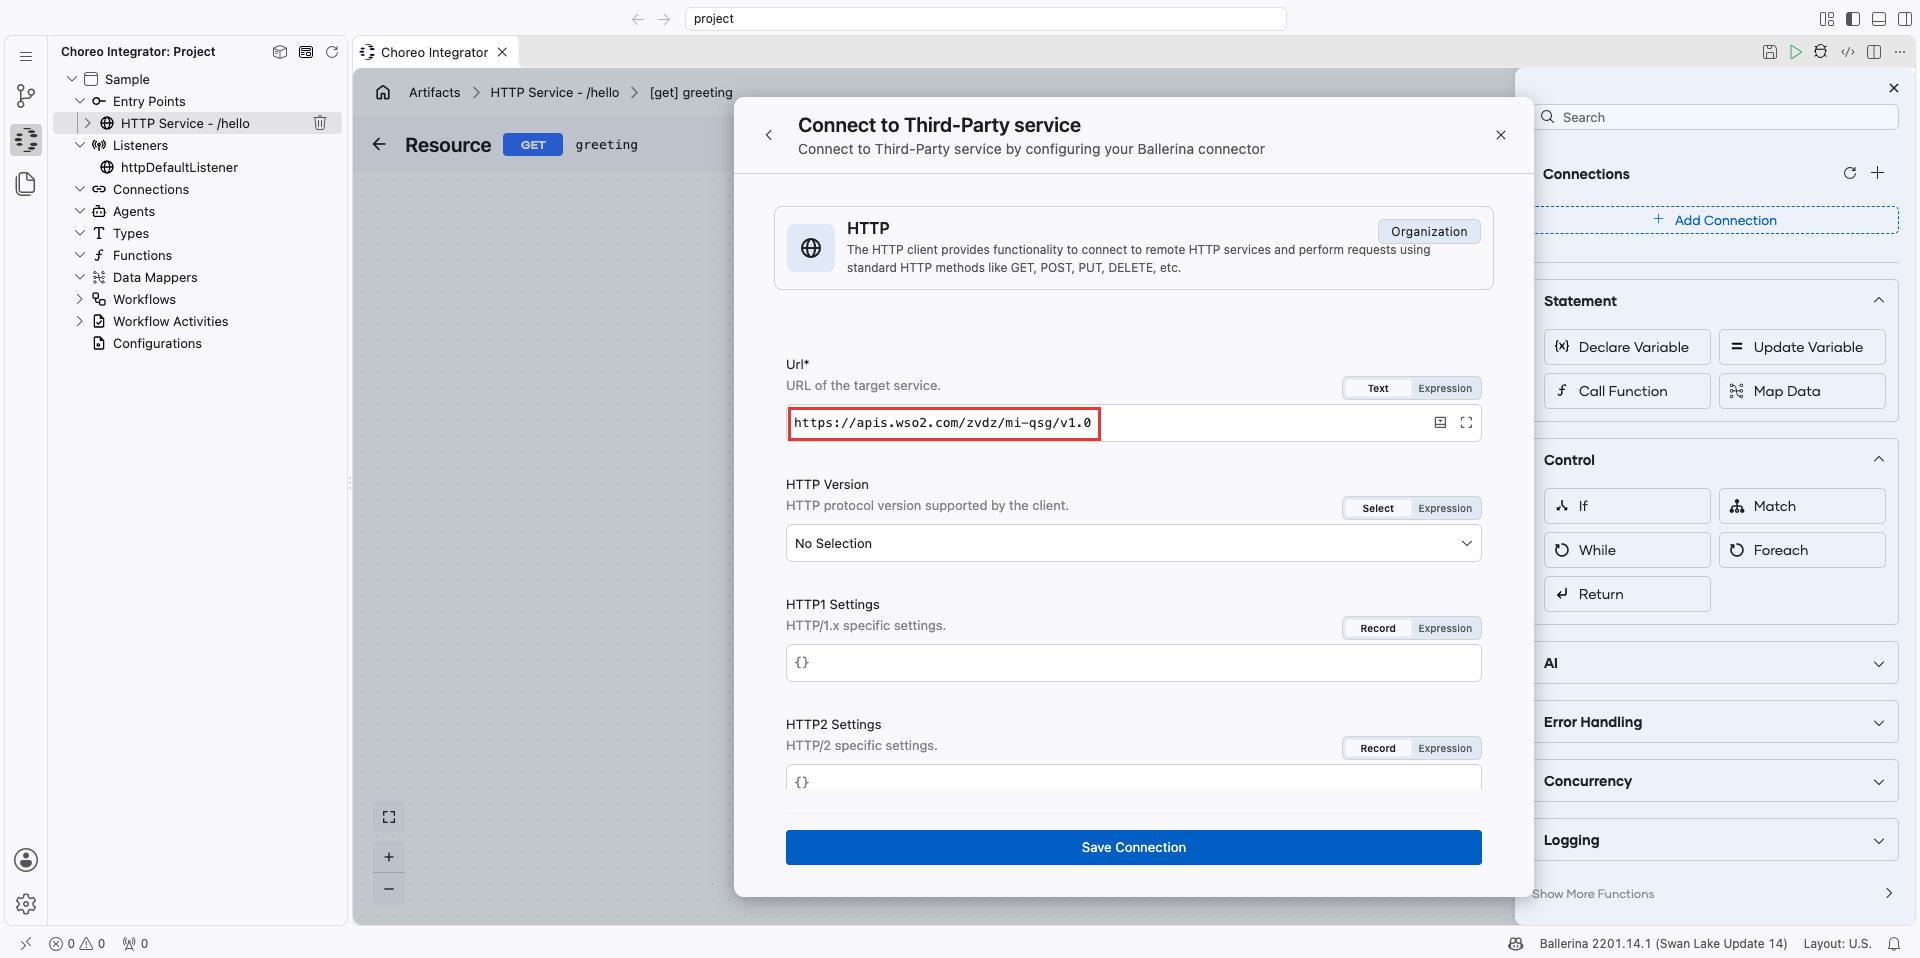 project
Choreo Integrator: Project
Sample
Entry Points
HTTP Service - /hello
Listeners
httpDefaultListener
Connections
Agents
Types
Functions
Data Mappers
Workflows
Workflow Activities
Configurations
Choreo Integrator
Artifacts
HTTP Service - /hello
[get] greeting
Resource
GET
greeting
Connect to Third-Party service
Connect to Third-Party service by configuring your Ballerina connector
HTTP
Organization
The HTTP client provides functionality to connect to remote HTTP services and perform requests using
standard HTTP methods like GET, POST, PUT, DELETE, etc.
Url*
URL of the target service.
Text
Expression
https://apis.wso2.com/zvdz/mi-qsg/v1.0
HTTP Version
HTTP protocol version supported by the client.
Select
Expression
No Selection
HTTP1 Settings
HTTP/1.x specific settings.
Record
Expression
{}
HTTP2 Settings
HTTP/2 specific settings.
Record
Expression
{}
Save Connection
Search
Connections
Add Connection
Statement
Declare Variable
Update Variable
Call Function
Map Data
Control
If
Match
While
Foreach
Return
AI
Error Handling
Concurrency
Logging
Show More Functions
0
0
0
Ballerina 2201.14.1 (Swan Lake Update 14)
Layout: U.S.